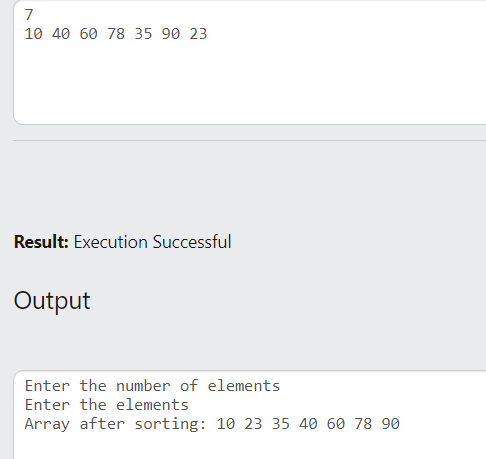 7
10 40 60 78 35 90 23
Result: Execution Successful
Output
Enter the number of elements
Enter the elements
Array after sorting: 10 23 35 40 60 78 90